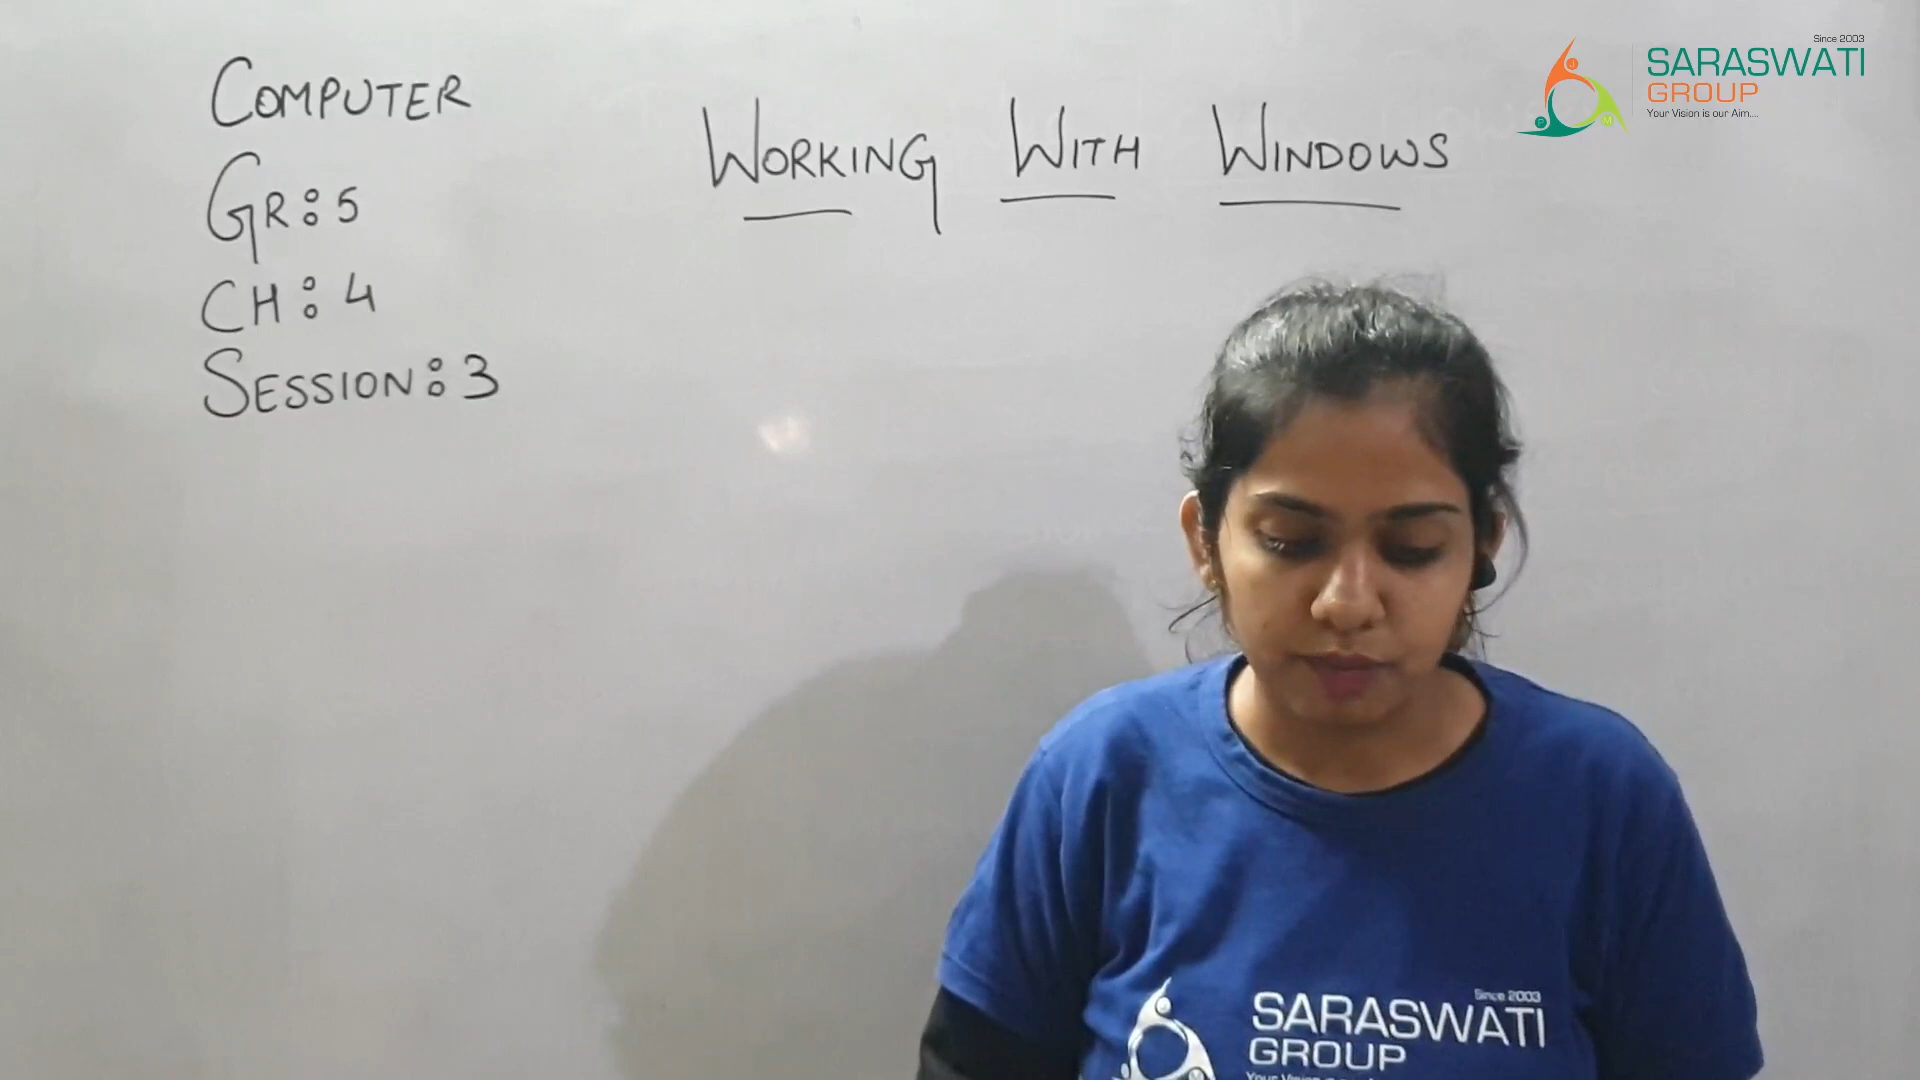 COMPUTER
GR: 5
CH: 4
SESSION: 3
WORKING WITH WINDOWS
Since 2003
SARASWATI
GROUP
Your Vision is our Aim....
Since 2003
SARASWATI
GROUP